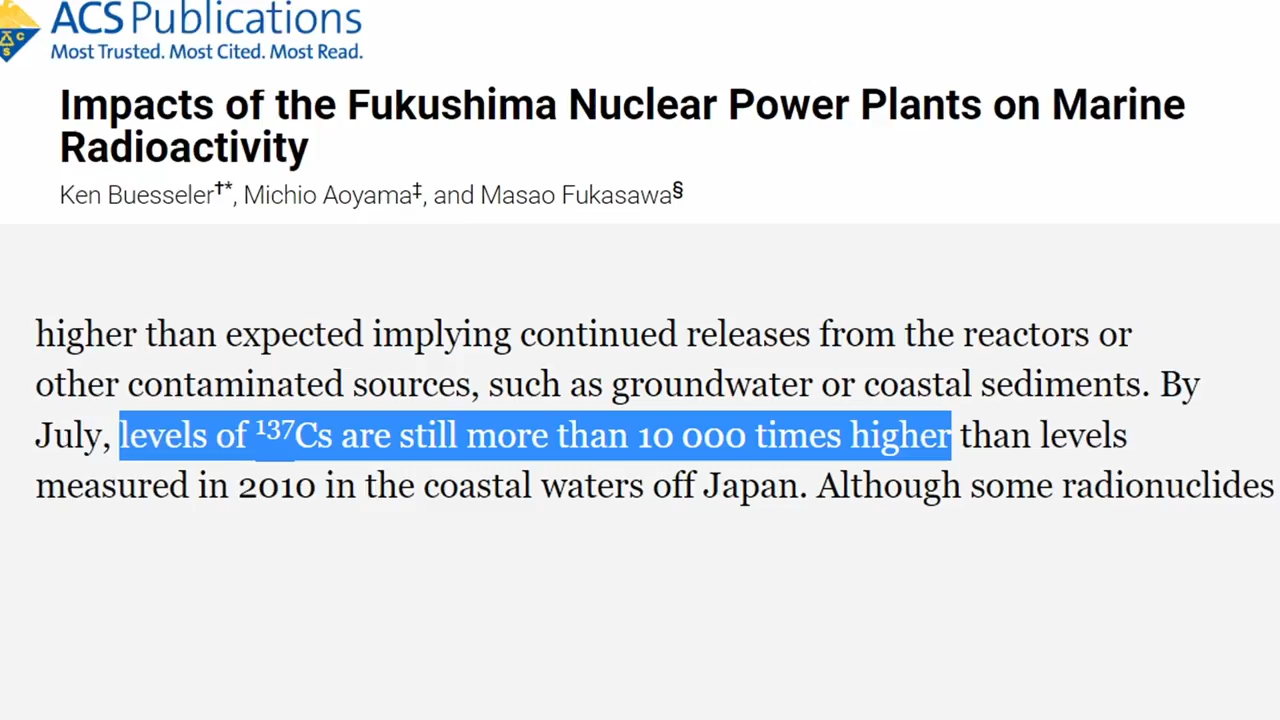 ACS Publications
Most Trusted. Most Cited. Most Read.
C
S
Impacts of the Fukushima Nuclear Power Plants on Marine
Radioactivity
Ken Buesseler†*, Michio Aoyama‡, and Masao Fukasawa§
higher than expected implying continued releases from the reactors or
other contaminated sources, such as groundwater or coastal sediments. By
July, levels of ¹³⁷Cs are still more than 10 000 times higher than levels
measured in 2010 in the coastal waters off Japan. Although some radionuclides